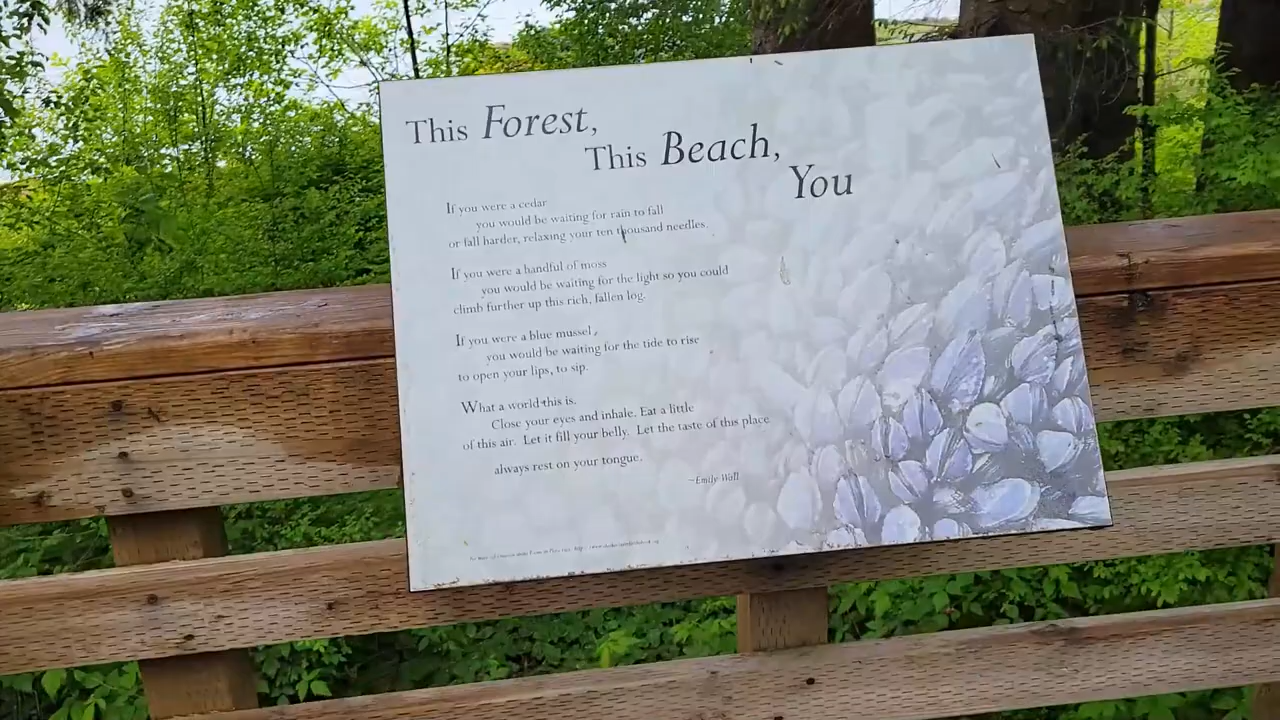 This Forest,
This Beach,
You
If you were a cedar
you would be waiting for rain to fall
or fall harder, relaxing your ten thousand needles.
If you were a handful of moss
you would be waiting for the light so you could
climb further up this rich, fallen log.
If you were a blue mussel,
you would be waiting for the tide to rise
to open your lips, to sip.
What a world this is.
Close your eyes and inhale. Eat a little
of this air. Let it fill your belly. Let the taste of this place
always rest on your tongue.
~Emily Wall